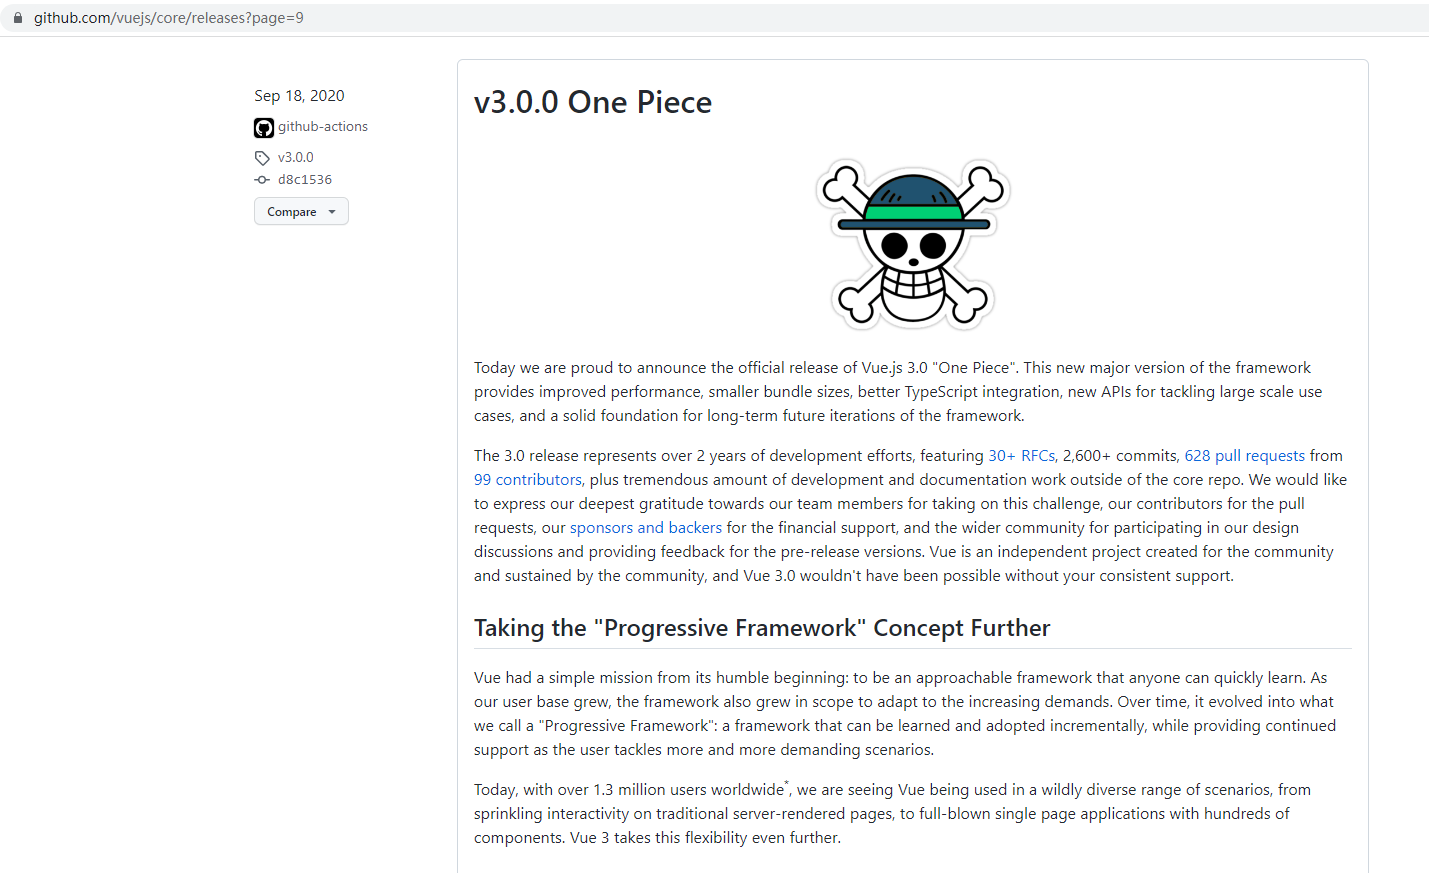 github.com/vuejs/core/releases?page=9
Sep 18, 2020
github-actions
v3.0.0
d8c1536
Compare
v3.0.0 One Piece
Today we are proud to announce the official release of Vue.js 3.0 "One Piece". This new major version of the framework
provides improved performance, smaller bundle sizes, better TypeScript integration, new APIs for tackling large scale use
cases, and a solid foundation for long-term future iterations of the framework.
The 3.0 release represents over 2 years of development efforts, featuring 30+ RFCs, 2,600+ commits, 628 pull requests from
99 contributors, plus tremendous amount of development and documentation work outside of the core repo. We would like
to express our deepest gratitude towards our team members for taking on this challenge, our contributors for the pull
requests, our sponsors and backers for the financial support, and the wider community for participating in our design
discussions and providing feedback for the pre-release versions. Vue is an independent project created for the community
and sustained by the community, and Vue 3.0 wouldn't have been possible without your consistent support.
Taking the "Progressive Framework" Concept Further
Vue had a simple mission from its humble beginning: to be an approachable framework that anyone can quickly learn. As
our user base grew, the framework also grew in scope to adapt to the increasing demands. Over time, it evolved into what
we call a "Progressive Framework": a framework that can be learned and adopted incrementally, while providing continued
support as the user tackles more and more demanding scenarios.
Today, with over 1.3 million users worldwide*, we are seeing Vue being used in a wildly diverse range of scenarios, from
sprinkling interactivity on traditional server-rendered pages, to full-blown single page applications with hundreds of
components. Vue 3 takes this flexibility even further.